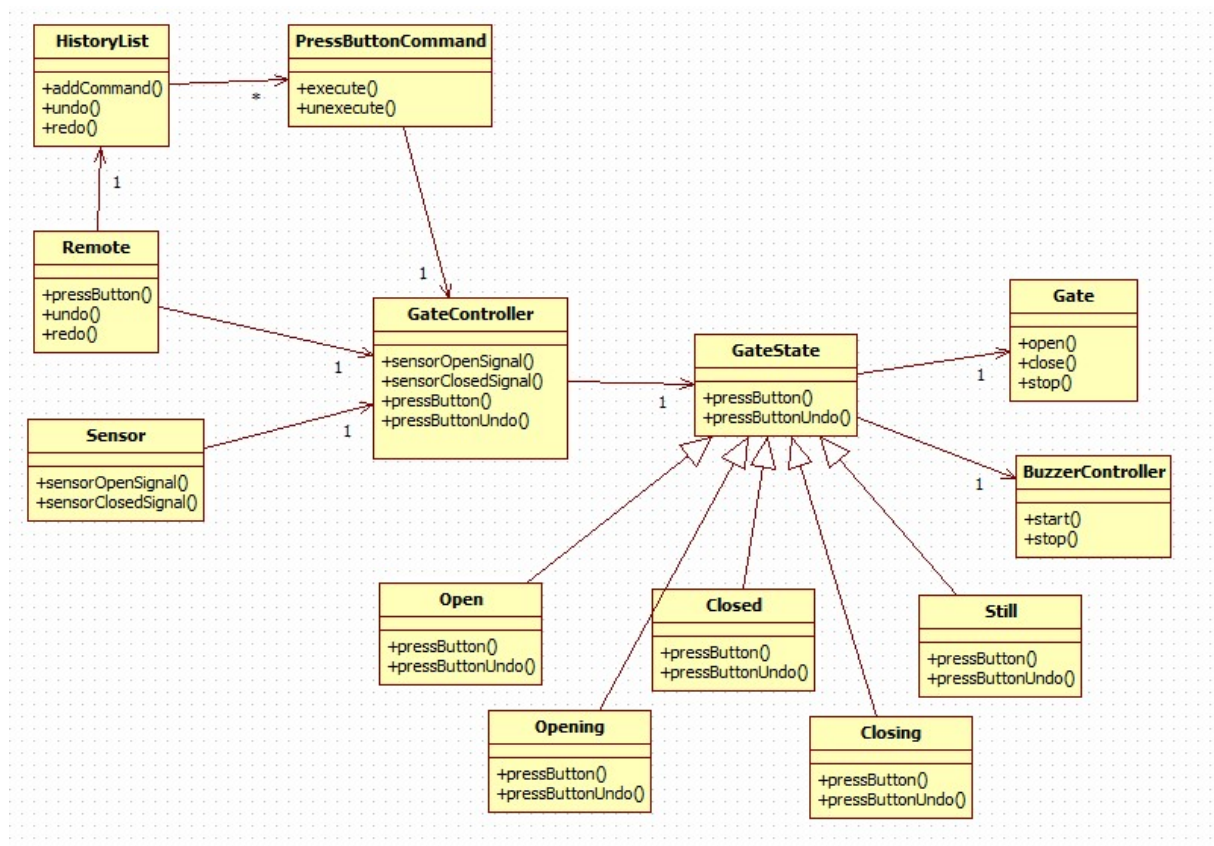 HistoryList
+addCommand()
+undo()
+redo()
PressButtonCommand
+execute()
+unexecute()
*
1
Remote
+pressButton()
+undo()
+redo()
1
1
GateController
+sensorOpenSignal()
+sensorClosedSignal()
+pressButton()
+pressButtonUndo()
1
Sensor
+sensorOpenSignal()
+sensorClosedSignal()
1
GateState
+pressButton()
+pressButtonUndo()
1
Gate
+open()
+close()
+stop()
1
BuzzerController
+start()
+stop()
1
Open
+pressButton()
+pressButtonUndo()
Closed
+pressButton()
+pressButtonUndo()
Still
+pressButton()
+pressButtonUndo()
Opening
+pressButton()
+pressButtonUndo()
Closing
+pressButton()
+pressButtonUndo()